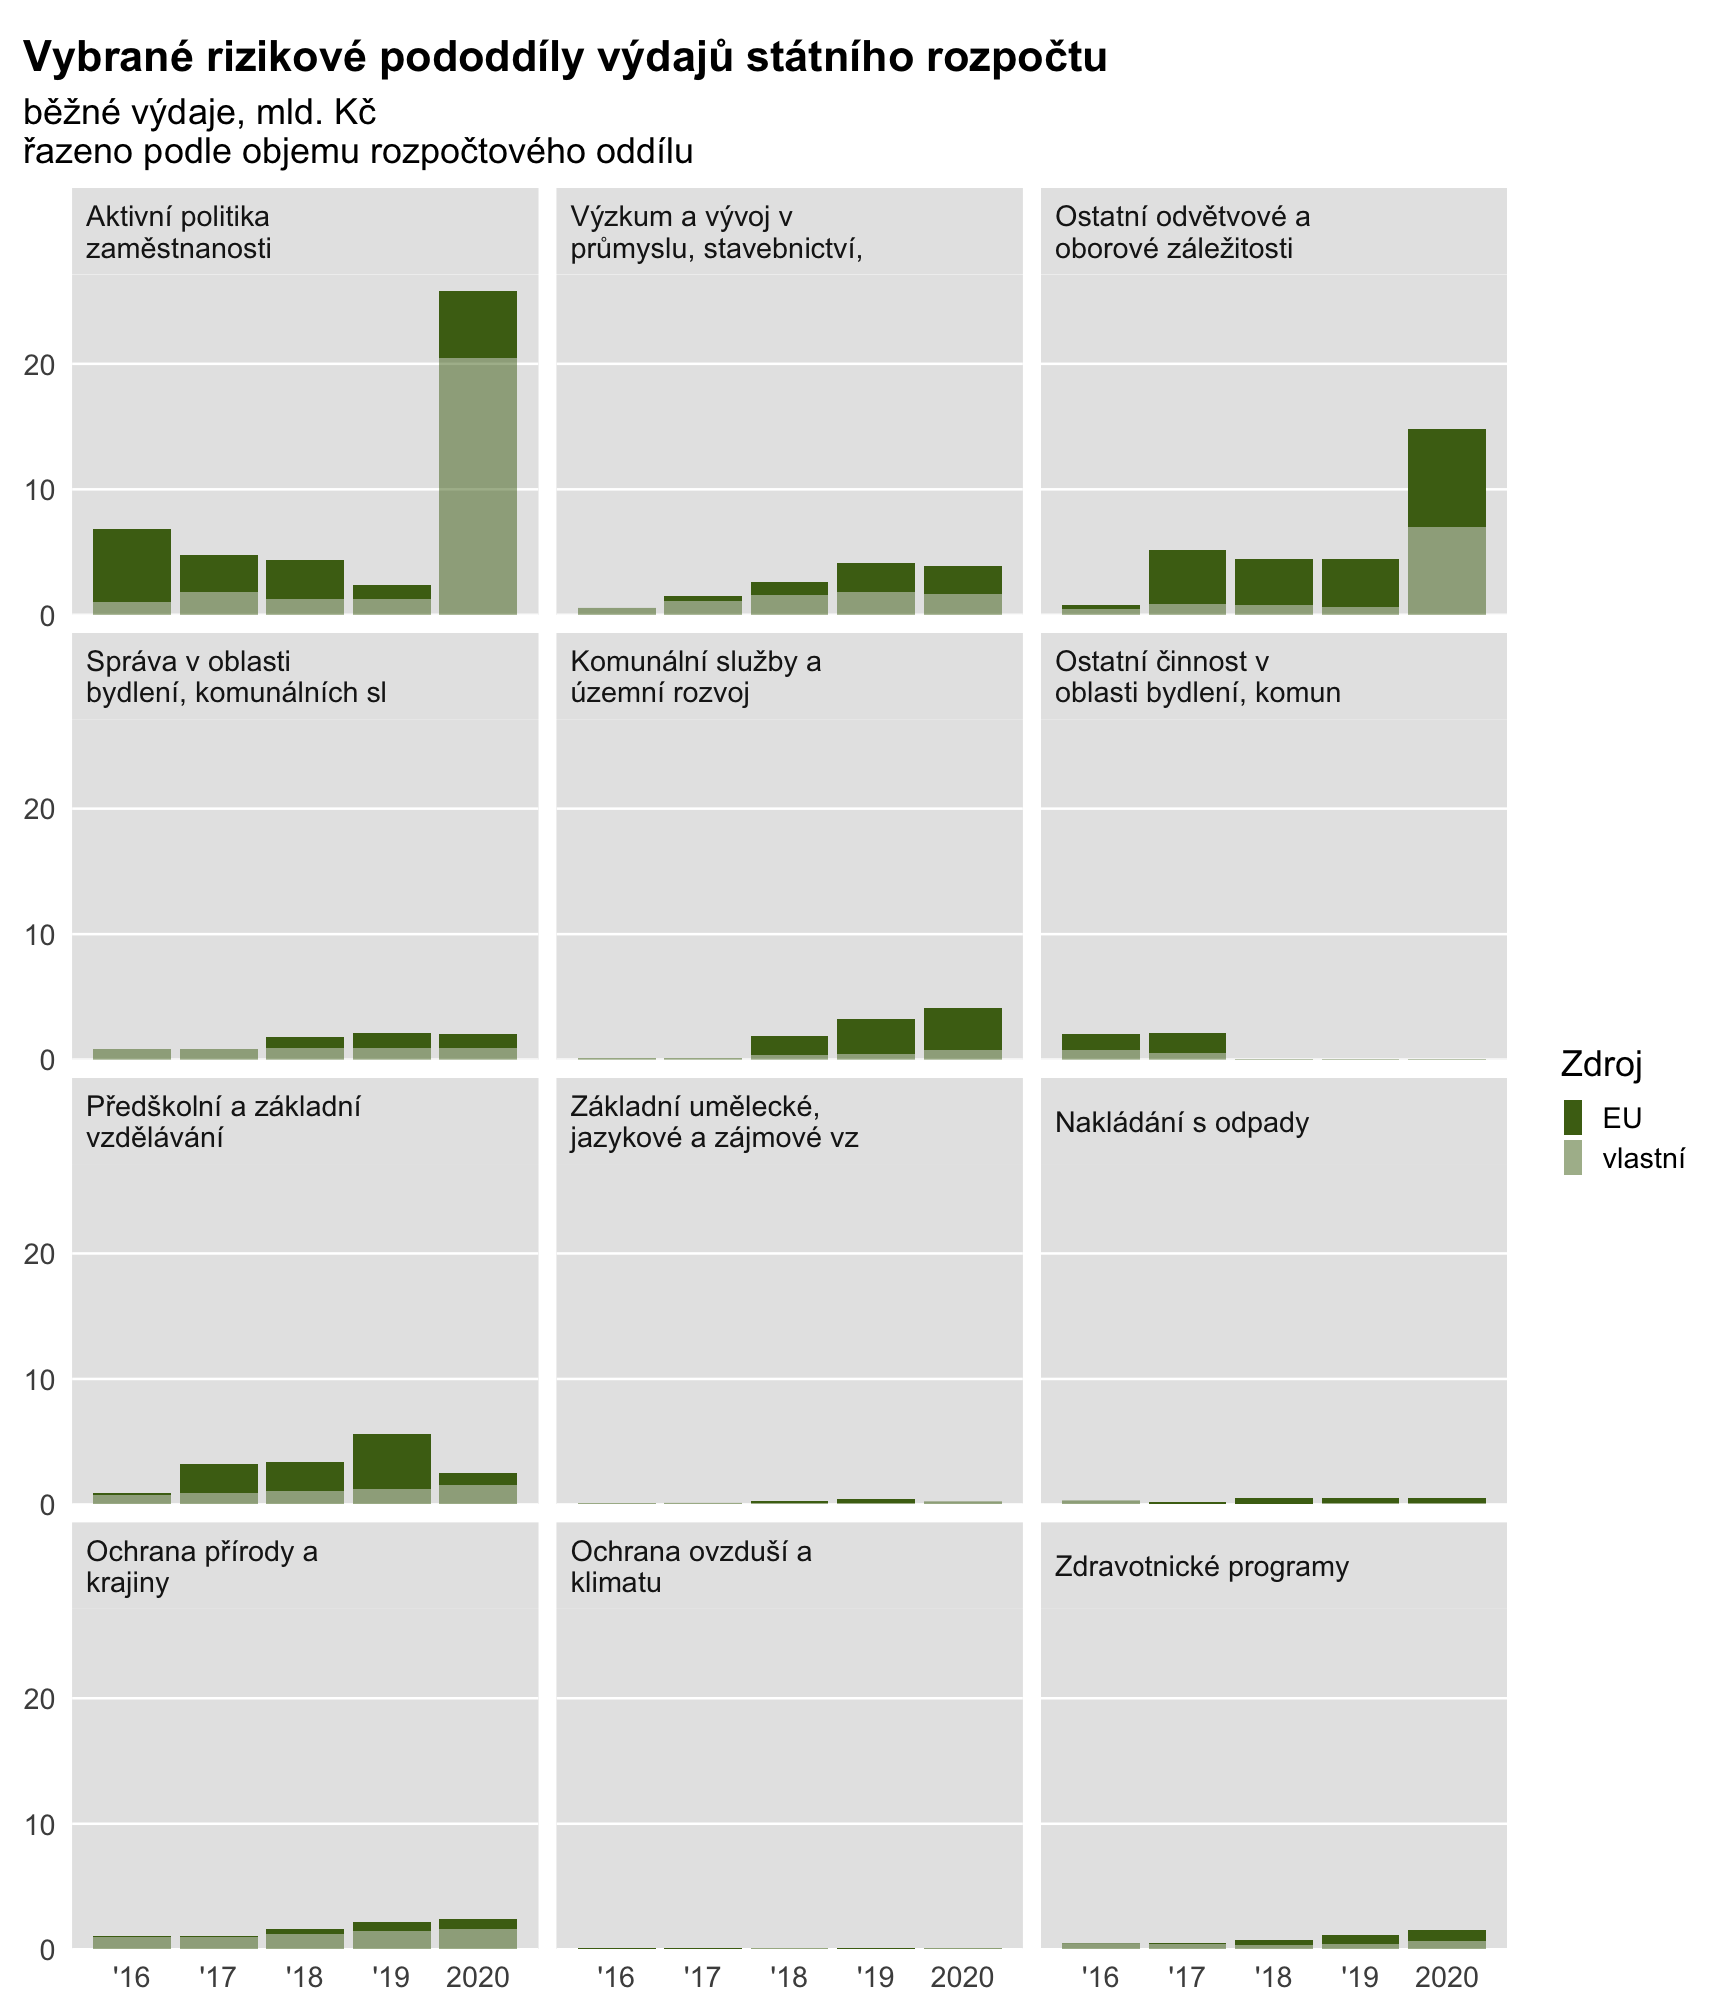 Vybrané rizikové pododdíly výdajů státního rozpočtu
běžné výdaje, mld. Kč
řazeno podle objemu rozpočtového oddílu
Aktivní politika
zaměstnanosti
Výzkum a vývoj v
průmyslu, stavebnictví,
Ostatní odvětvové a
oborové záležitosti
20
10
0
Správa v oblasti
bydlení, komunálních sl
Komunální služby a
územní rozvoj
Ostatní činnost v
oblasti bydlení, komun
20
10
0
Předškolní a základní
vzdělávání
Základní umělecké,
jazykové a zájmové vz
Nakládání s odpady
20
10
0
Ochrana přírody a
krajiny
Ochrana ovzduší a
klimatu
Zdravotnické programy
20
10
0
'16 '17 '18 '19 2020
'16 '17 '18 '19 2020
'16 '17 '18 '19 2020
Zdroj
EU
vlastní